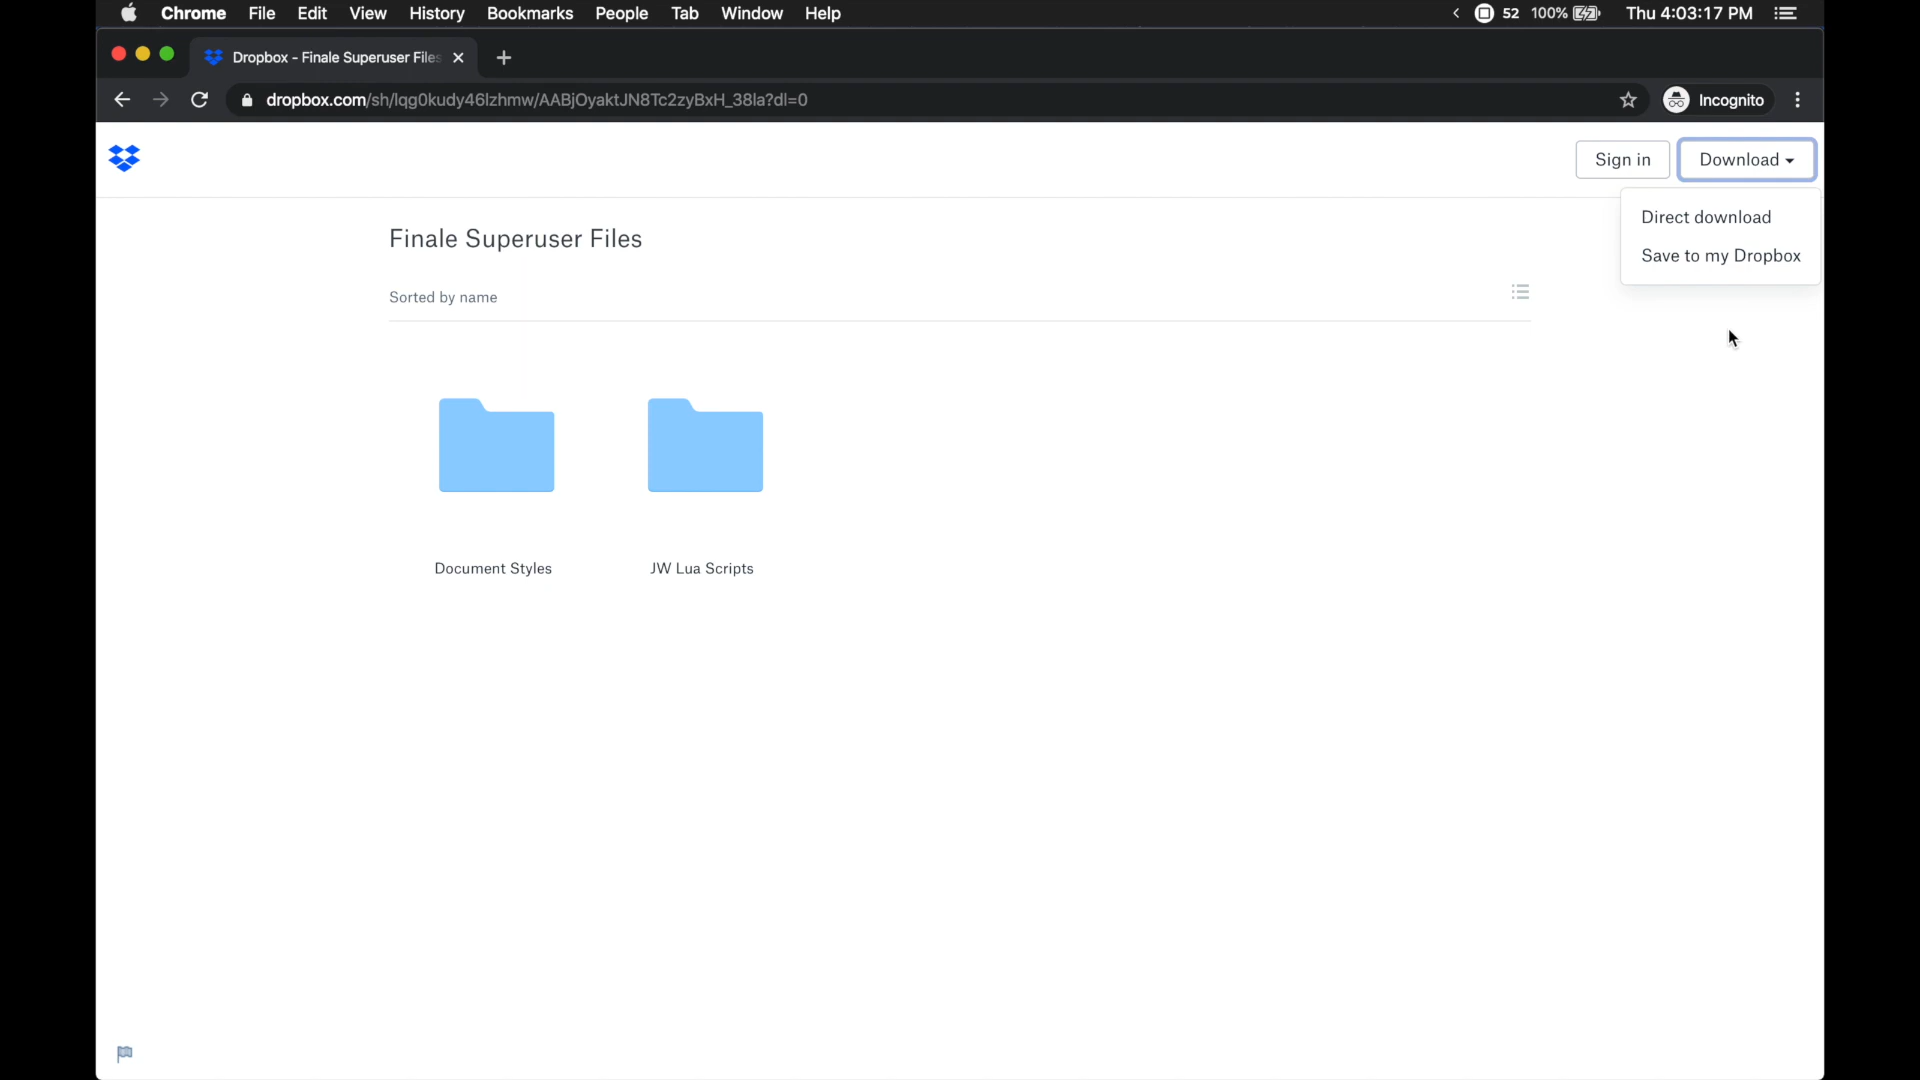 Chrome File Edit View History Bookmarks People Tab Window Help 52 100% Thu 4:03:17 PM
Dropbox - Finale Superuser Files
dropbox.com/sh/lqg0kudy46lzhmw/AABjOyaktJN8Tc2zyBxH_38la?dl=0 Incognito
Sign in Download
Direct download
Save to my Dropbox
Finale Superuser Files
Sorted by name
Document Styles JW Lua Scripts